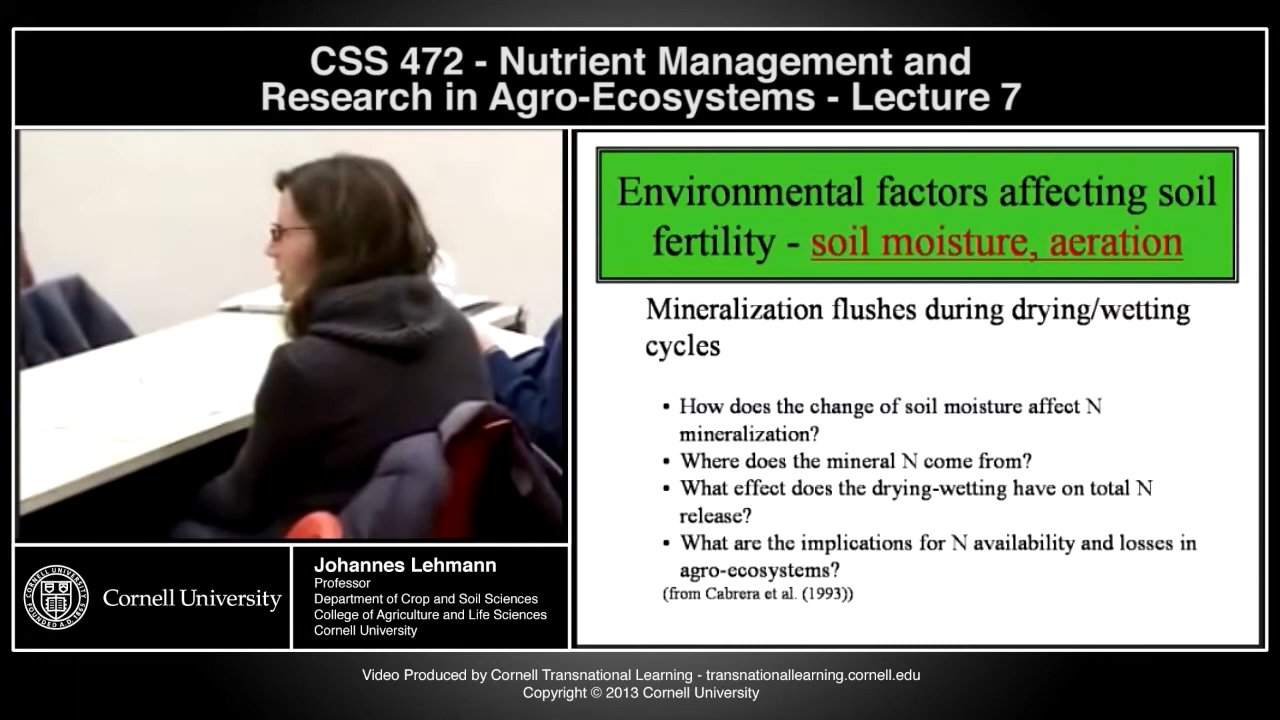 CSS 472 - Nutrient Management and
Research in Agro-Ecosystems - Lecture 7
Environmental factors affecting soil
fertility - soil moisture, aeration
Mineralization flushes during drying/wetting
cycles
• How does the change of soil moisture affect N
mineralization?
• Where does the mineral N come from?
• What effect does the drying-wetting have on total N
release?
• What are the implications for N availability and losses in
agro-ecosystems?
(from Cabrera et al. (1993))
Cornell University
Johannes Lehmann
Professor
Department of Crop and Soil Sciences
College of Agriculture and Life Sciences
Cornell University
Video Produced by Cornell Transnational Learning - transnationallearning.cornell.edu
Copyright © 2013 Cornell University